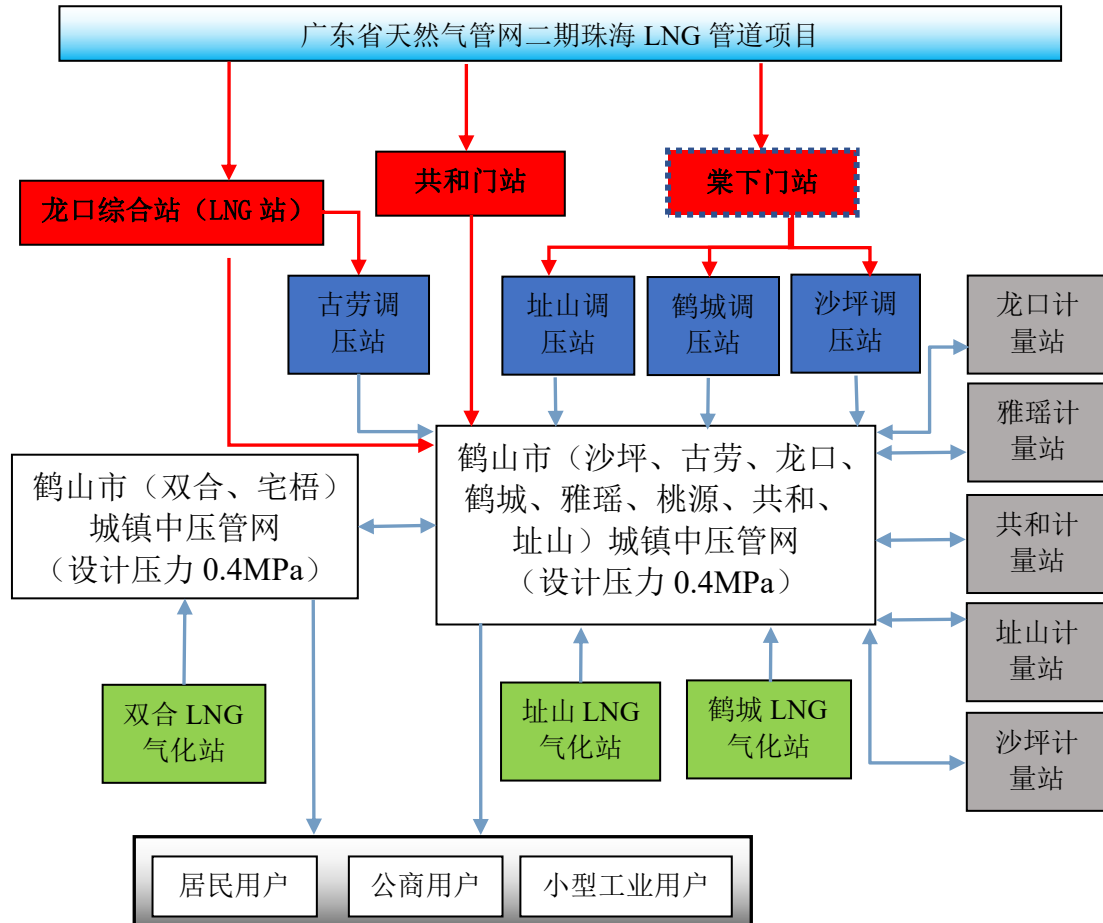 广东省天然气管网二期珠海 LNG 管道项目
共和门站
棠下门站
龙口综合站（LNG 站）
古劳调
压站
址山调
压站
鹤城调
压站
沙坪调
压站
龙口计
量站
雅瑶计
量站
共和计
量站
址山计
量站
沙坪计
量站
鹤山市（双合、宅梧）
城镇中压管网
（设计压力 0.4MPa）
鹤山市（沙坪、古劳、龙口、
鹤城、雅瑶、桃源、共和、
址山）城镇中压管网
（设计压力 0.4MPa）
双合 LNG
气化站
址山 LNG
气化站
鹤城 LNG
气化站
居民用户
公商用户
小型工业用户